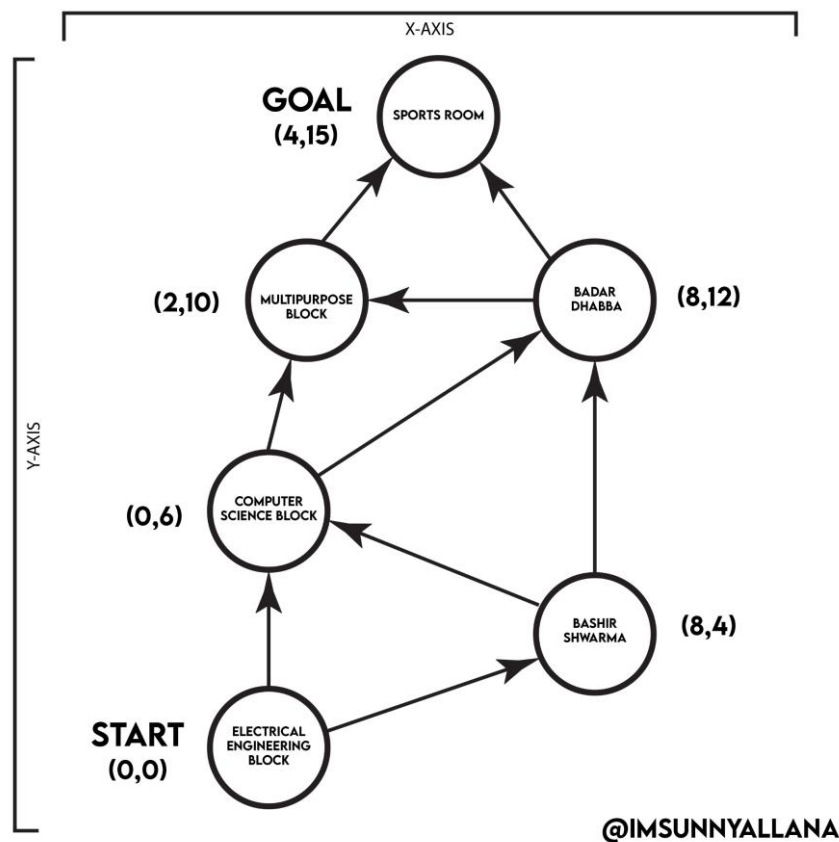 X-AXIS
GOAL
(4,15)
SPORTS ROOM
Y-AXIS
(2,10)
MULTIPURPOSE
BLOCK
BADAR
DHABBA
(8,12)
(0,6)
COMPUTER
SCIENCE BLOCK
BASHIR
SHWARMA
(8,4)
START
(0,0)
ELECTRICAL
ENGINEERING
BLOCK
@IMSUNNYALLANA